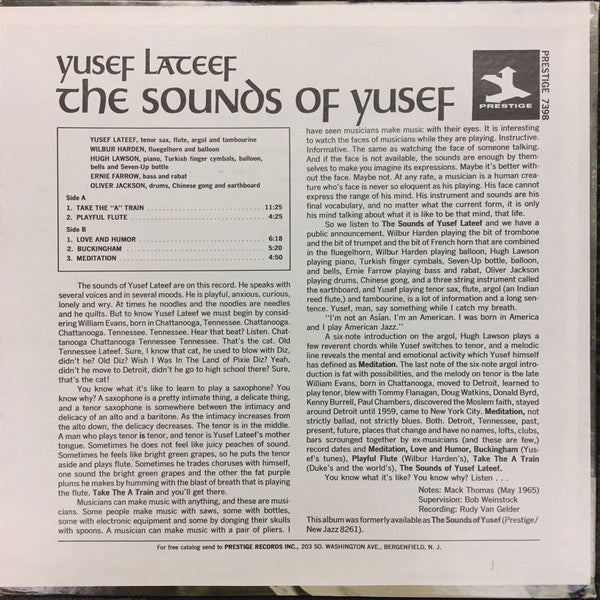 yusef lateef
the sounds of yusef
PRESTIGE
PRESTIGE 7398
YUSEF LATEEF, tenor sax, flute, argol and tambourine
WILBUR HARDEN, fluegelhorn and balloon
HUGH LAWSON, piano, Turkish finger cymbals, balloon,
bells and Seven-Up bottle
ERNIE FARROW, bass and rabat
OLIVER JACKSON, drums, Chinese gong and earthboard
Side A
1. TAKE THE "A" TRAIN 11:25
2. PLAYFUL FLUTE 4:25
Side B
1. LOVE AND HUMOR 6:18
2. BUCKINGHAM 5:20
3. MEDITATION 4:50
The sounds of Yusef Lateef are on this record. He speaks with
several voices and in several moods. He is playful, anxious, curious,
lonely and wry. At times he noodles and the noodles are needles
and he quilts. But to know Yusef Lateef we must begin by consid-
ering William Evans, born in Chattanooga, Tennessee. Chattanooga.
Chattanooga. Tennessee. Tennessee. Hear that beat? Listen. Chat-
tanooga Chattanooga Tennessee Tennessee. That's the cat. Old
Tennessee Lateef. Sure, I know that cat, he used to blow with Diz,
didn't he? Old Diz? Wish I Was In The Land of Pixie Diz? Yeah,
didn't he move to Detroit, didn't he go to high school there? Sure,
that's the cat!
You know what it's like to learn to play a saxophone? You
know why? A saxophone is a pretty intimate thing, a delicate thing,
and a tenor saxophone is somewhere between the intimacy and
delicacy of an alto and a baritone. As the intimacy increases from
the alto down, the delicacy decreases. The tenor is in the middle.
A man who plays tenor is tenor, and tenor is Yusef Lateef's mother
tongue. Sometimes he does not feel like juicy peaches of sound.
Sometimes he feels like bright green grapes, so he puts the tenor
aside and plays flute. Sometimes he trades choruses with himself,
one sound the bright green grapes and the other the fat purple
plums he makes by humming with the blast of breath that is playing
the flute. Take The A Train and you'll get there.
Musicians can make music with anything, and these are musi-
cians. Some people make music with saws, some with bottles,
some with electronic equipment and some by donging their skulls
with spoons. A musician can make music with a pair of pliers. I
have seen musicians make music with their eyes. It is interesting
to watch the faces of musicians while they are playing. Instructive.
Informative. The same as watching the face of someone talking.
And if the face is not available, the sounds are enough by them-
selves to make you imagine its expressions. Maybe it's better with-
out the face. Maybe not. At any rate, a musician is a human crea-
ture who's face is never so eloquent as his playing. His face cannot
express the range of his mind. His instrument and sounds are his
final vocabulary, and no matter what the current form, it is only
his mind talking about what it is like to be that mind, that life.
So we listen to The Sounds of Yusef Lateef and we have a
public announcement. Wilbur Harden playing the bit of trombone
and the bit of trumpet and the bit of French horn that are combined
in the fluegelhorn, Wilbur Harden playing balloon, Hugh Lawson
playing piano, Turkish finger cymbals, Seven-Up bottle, balloon,
and bells, Ernie Farrow playing bass and rabat, Oliver Jackson
playing drums, Chinese gong, and a three string instrument called
the earthboard, and Yusef playing tenor sax, flute, argol (an Indian
reed flute,) and tambourine, is a lot of information and a long sen-
tence. Yusef, man, say something while I catch my breath.
"I'm not an Asian. I'm an American. I was born in America
and I play American Jazz."
A six-note introduction on the argol, Hugh Lawson plays a
few reverent chords while Yusef switches to tenor, and a melodic
line reveals the mental and emotional activity which Yusef himself
has defined as Meditation. The last note of the six-note argol intro-
duction is fat with possibilities, and the melody on tenor is the late
William Evans, born in Chattanooga, moved to Detroit, learned to
play tenor, blew with Tommy Flanagan, Doug Watkins, Donald Byrd,
Kenny Burrell, Paul Chambers, discovered the Moslem faith, stayed
around Detroit until 1959, came to New York City. Meditation, not
strictly ballad, not strictly blues. Both. Detroit, Tennessee, past,
present, future, places that change and have no names, lofts, clubs,
bars scrounged together by ex-musicians (and these are few,)
record dates and Meditation, Love and Humor, Buckingham (Yus-
ef's tunes), Playful Flute (Wilbur Harden's), Take The A Train
(Duke's and the world's), The Sounds of Yusef Lateef.
You know what it's like? You know why? Listen . . .
Notes: Mack Thomas (May 1965)
Supervision: Bob Weinstock
Recording: Rudy Van Gelder
This album was formerly available as The Sounds of Yusef (Prestige/
New Jazz 8261).
For free catalog send to PRESTIGE RECORDS INC., 203 SO. WASHINGTON AVE., BERGENFIELD, N. J.